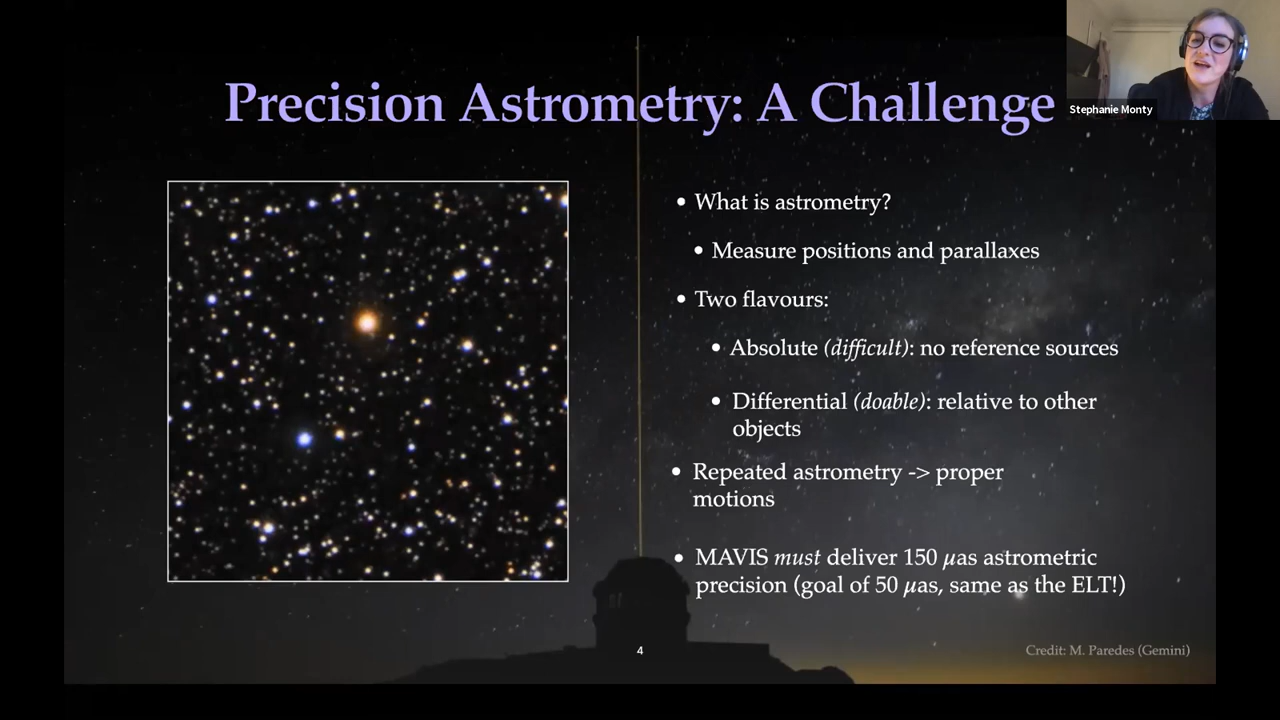 Precision Astrometry: A Challenge
Stephanie Monty
• What is astrometry?
• Measure positions and parallaxes
• Two flavours:
• Absolute (difficult): no reference sources
• Differential (doable): relative to other
objects
• Repeated astrometry -> proper
motions
• MAVIS must deliver 150 μas astrometric
precision (goal of 50 μas, same as the ELT!)
4
Credit: M. Paredes (Gemini)